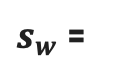 s_w =